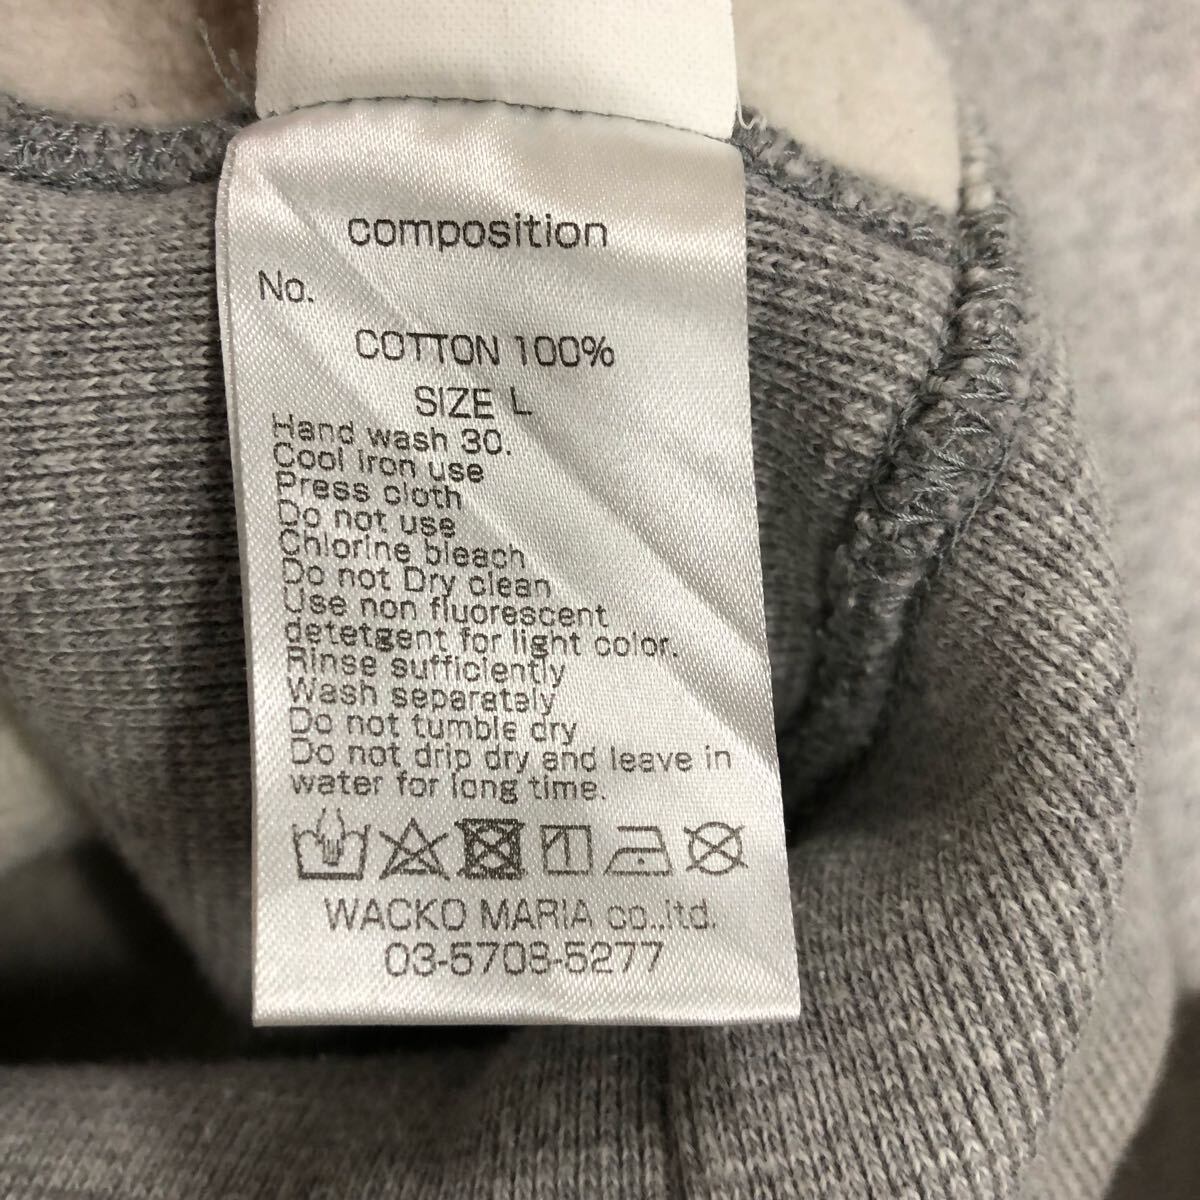 composition
No.
COTTON 100%
SIZE L
Hand wash 30.
Cool iron use
Press cloth
Do not use
Chlorine bleach
Do not Dry clean
Use non fluorescent
detetgent for light color.
Rinse sufficiently
Wash separately
Do not tumble dry
Do not drip dry and leave in
water for long time.
WACKO MARIA co.,ltd.
03-5708-5277